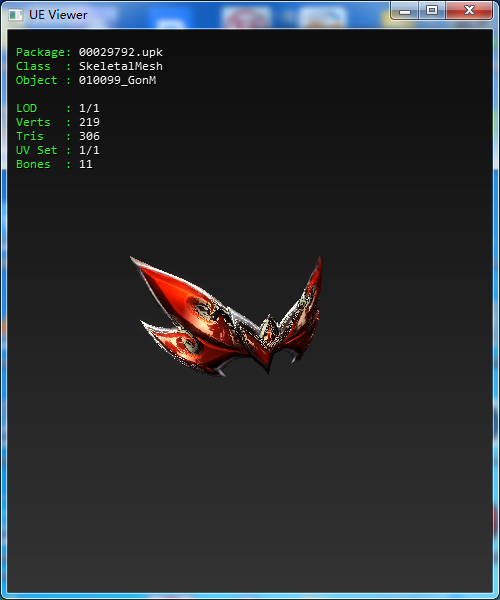 UE Viewer
Package: 00029792.upk
Class : SkeletalMesh
Object : 010099_GonM
LOD : 1/1
Verts : 219
Tris : 306
UV Set : 1/1
Bones : 11